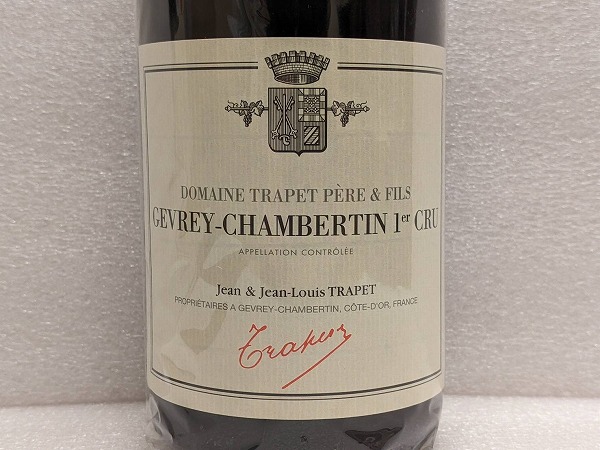 DOMAINE TRAPET PÈRE & FILS
GEVREY-CHAMBERTIN 1er CRU
APPELLATION CONTRÔLÉE
Jean & Jean-Louis TRAPET
PROPRIÉTAIRES A GEVREY-CHAMBERTIN, CÔTE-D'OR, FRANCE
Trapet